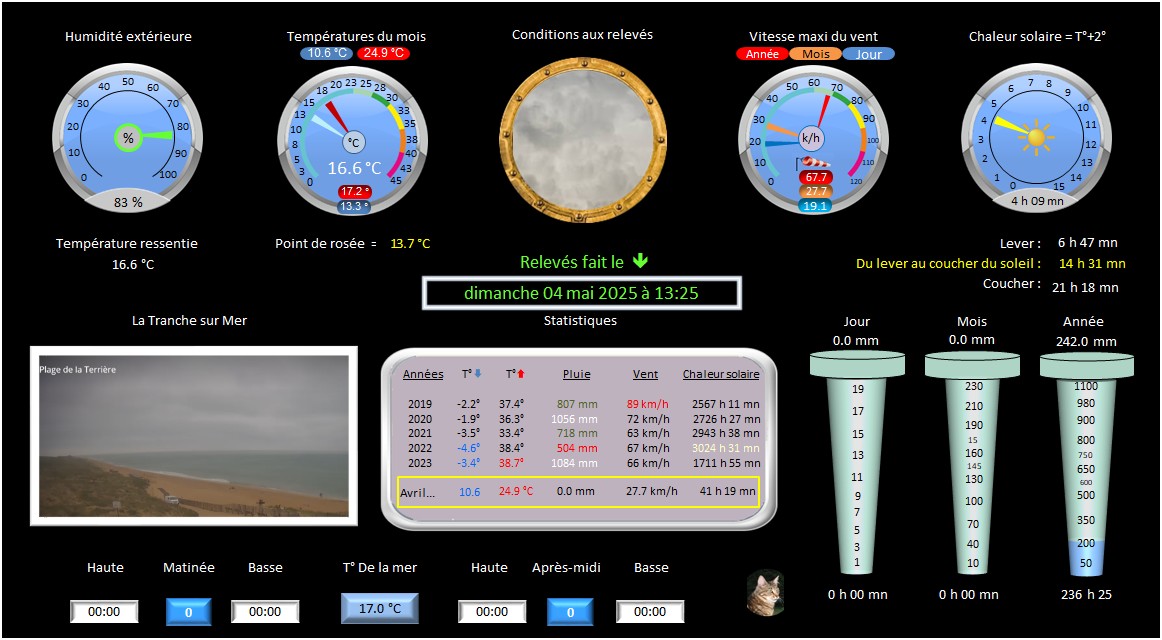 Humidité extérieure
Températures du mois
Conditions aux relevés
Vitesse maxi du vent
Chaleur solaire = T°+2°
10.6 °C 24.9 °C
Année Mois Jour
0 10 20 30 40 50 60 70 80 90 100
%
83 %
0 3 5 8 10 13 15 18 20 23 25 28 30 33 35 38 40 43 45
°C
16.6 °C
17.2 °
13.3 °
0 10 20 30 40 50 60 70 80 90 100 110 120
k/h
67.7
27.7
19.1
0 1 2 3 4 5 6 7 8 9 10 11 12 13 14 15
4 h 09 mn
Température ressentie
16.6 °C
Point de rosée = 13.7 °C
Relevés fait le
dimanche 04 mai 2025 à 13:25
Lever : 6 h 47 mn
Du lever au coucher du soleil : 14 h 31 mn
Coucher : 21 h 18 mn
La Tranche sur Mer
Plage de la Terrière
Statistiques
Années T° T° Pluie Vent Chaleur solaire
2019 -2.2° 37.4° 807 mm 89 km/h 2567 h 11 mn
2020 -1.9° 36.3° 1056 mm 72 km/h 2726 h 27 mn
2021 -3.5° 33.4° 718 mm 63 km/h 2943 h 38 mn
2022 -4.6° 38.4° 504 mm 67 km/h 3024 h 31 mn
2023 -3.4° 38.7° 1084 mm 66 km/h 1711 h 55 mn
Avril... 10.6 24.9 °C 0.0 mm 27.7 km/h 41 h 19 mn
Jour
0.0 mm
19
17
15
13
11
9
7
5
3
1
0 h 00 mn
Mois
0.0 mm
230
210
190
15
160
145
130
100
70
40
10
0 h 00 mn
Année
242.0 mm
1100
980
900
800
750
650
600
500
350
200
50
236 h 25
Haute Matinée Basse
00:00 0 00:00
T° De la mer
17.0 °C
Haute Après-midi Basse
00:00 0 00:00